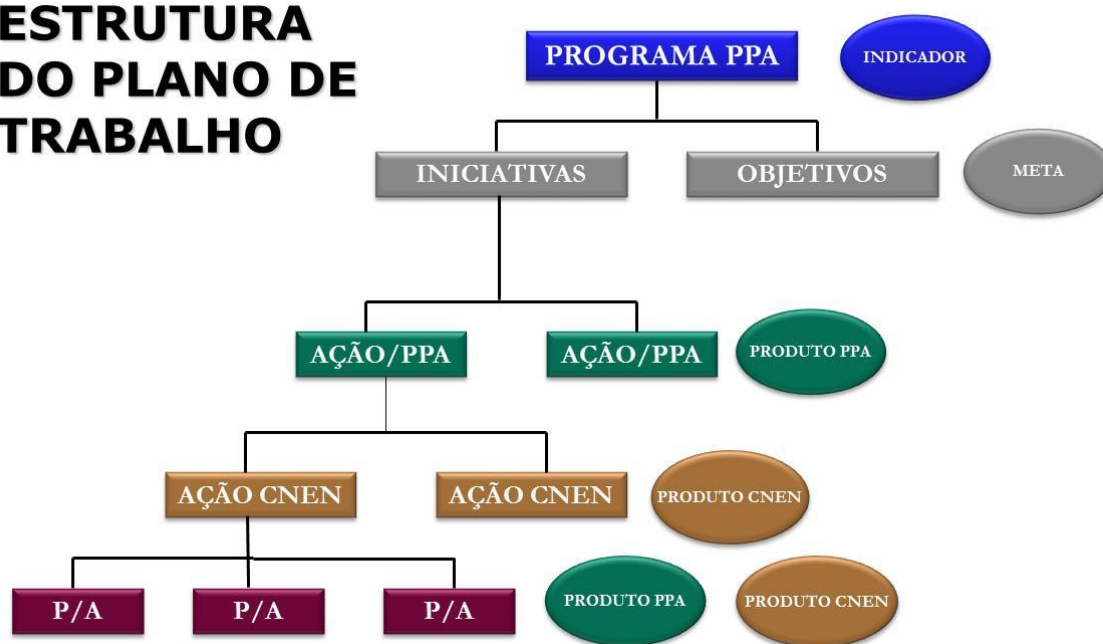 ESTRUTURA
DO PLANO DE
TRABALHO
PROGRAMA PPA
INDICADOR
INICIATIVAS
OBJETIVOS
META
AÇÃO/PPA
AÇÃO/PPA
PRODUTO PPA
AÇÃO CNEN
AÇÃO CNEN
PRODUTO CNEN
P/A
P/A
P/A
PRODUTO PPA
PRODUTO CNEN